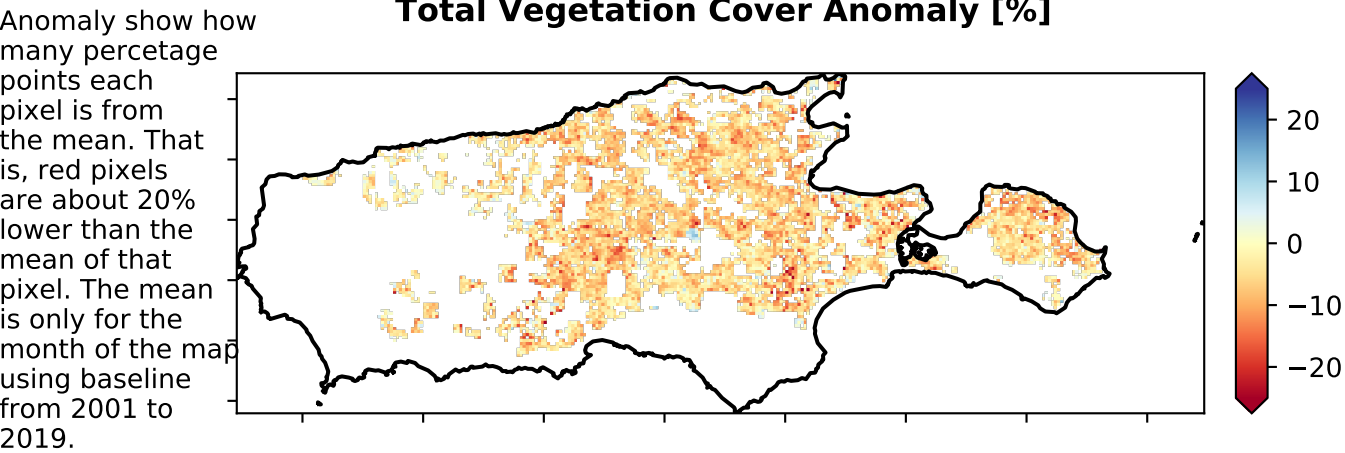 Total Vegetation Cover Anomaly [%]
Anomaly show how
many percetage
points each
pixel is from
the mean. That
is, red pixels
are about 20%
lower than the
mean of that
pixel. The mean
is only for the
month of the map
using baseline
from 2001 to
2019.
20
10
0
−10
−20